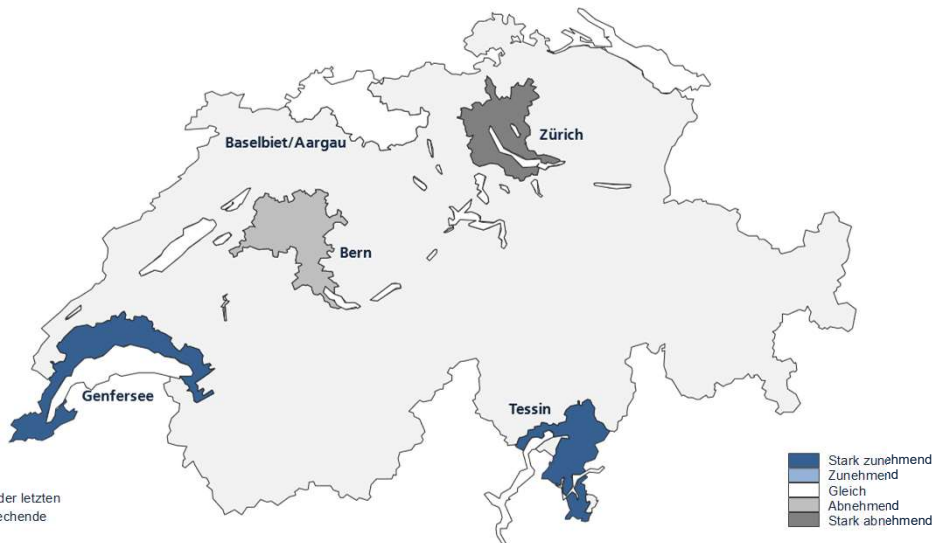 Zürich
Baselbiet/Aargau
Bern
Genfersee
Tessin
Stark zunehmend
Zunehmend
Gleich
Abnehmend
Stark abnehmend
der letzten
echende